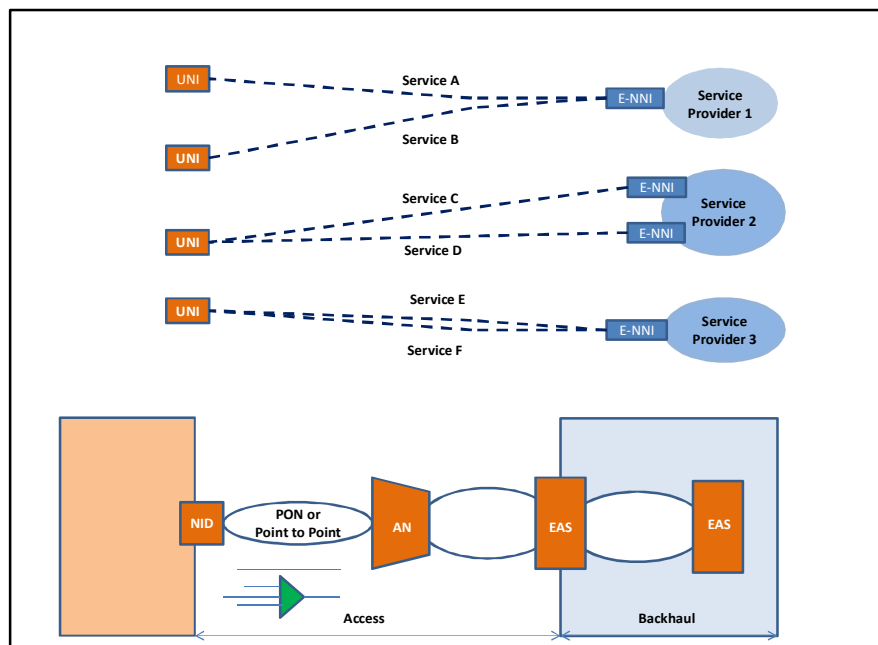 UNI
Service A
E-NNI
Service
Provider 1
Service B
UNI
Service C
E-NNI
Service
Provider 2
E-NNI
UNI
Service D
Service E
UNI
E-NNI
Service
Provider 3
Service F
NID
PON or
Point to Point
AN
EAS
EAS
Access
Backhaul